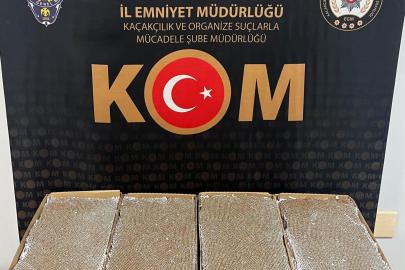 İL EMNİYET MÜDÜRLÜĞÜ
KAÇAKÇILIK VE ORGANİZE SUÇLARLA
MÜCADELE ŞUBE MÜDÜRLÜĞÜ
KOM